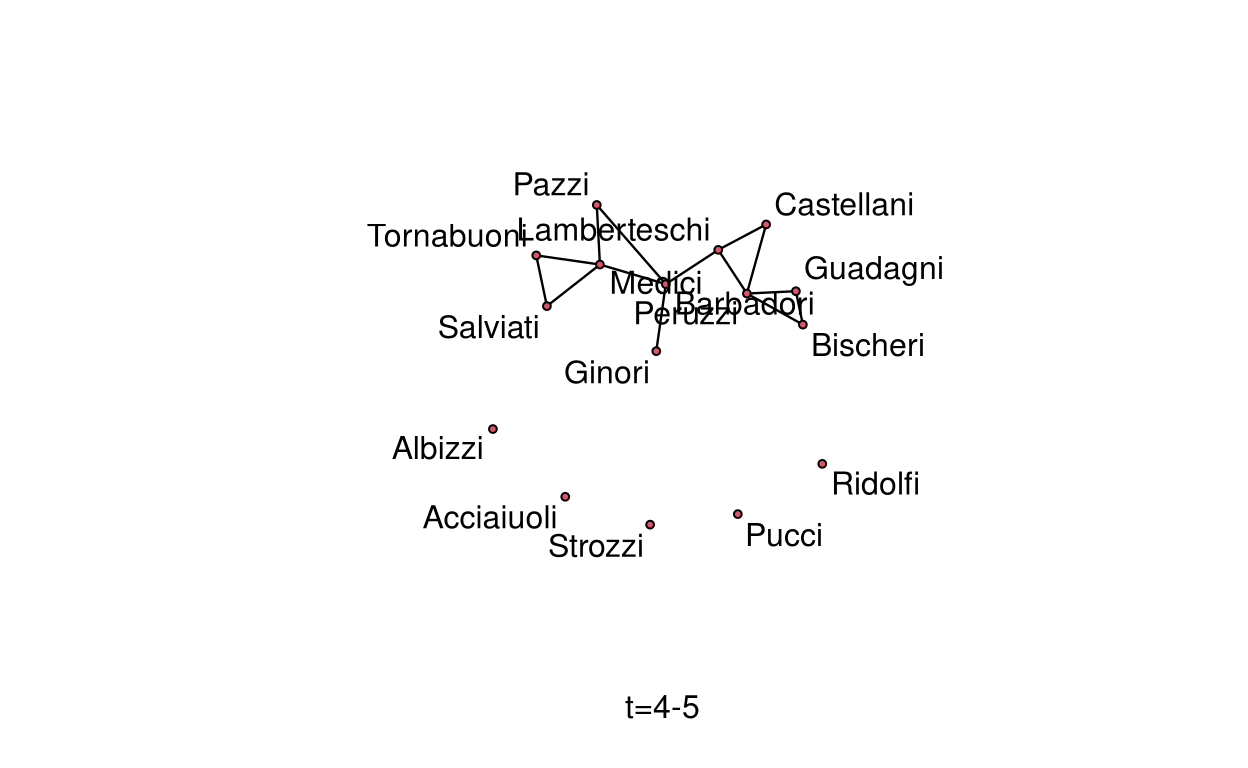 Pazzi
Castellani
Lamberteschi
Tornabuoni
Guadagni
Medici
Barbadori
Peruzzi
Salviati
Bischeri
Ginori
Albizzi
Ridolfi
Acciaiuoli
Pucci
Strozzi
t=4-5